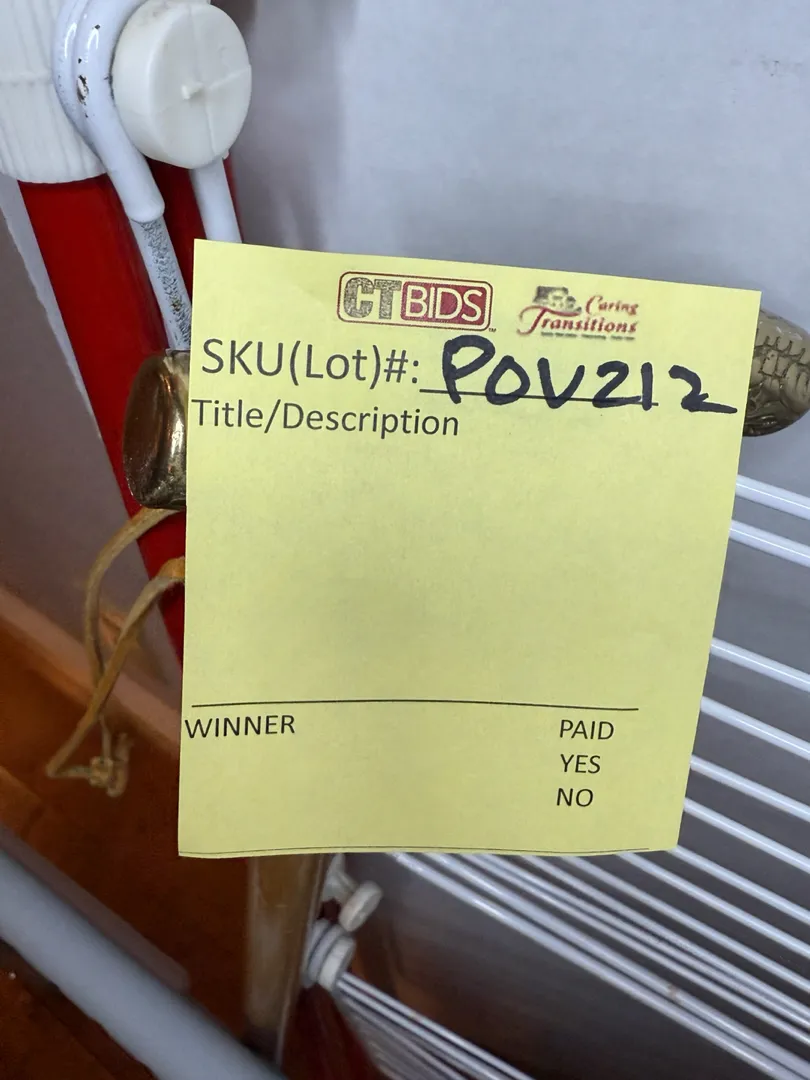 CTBIDS
Caring
Transitions
SKU(Lot)#: POV212
Title/Description
WINNER PAID
YES
NO